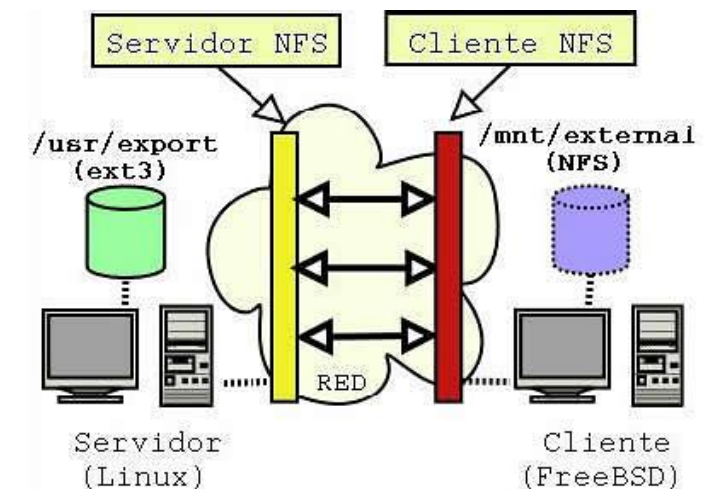 Servidor NFS
Cliente NFS
/usr/export
(ext3)
/mnt/external
(NFS)
RED
Servidor
(Linux)
Cliente
(FreeBSD)